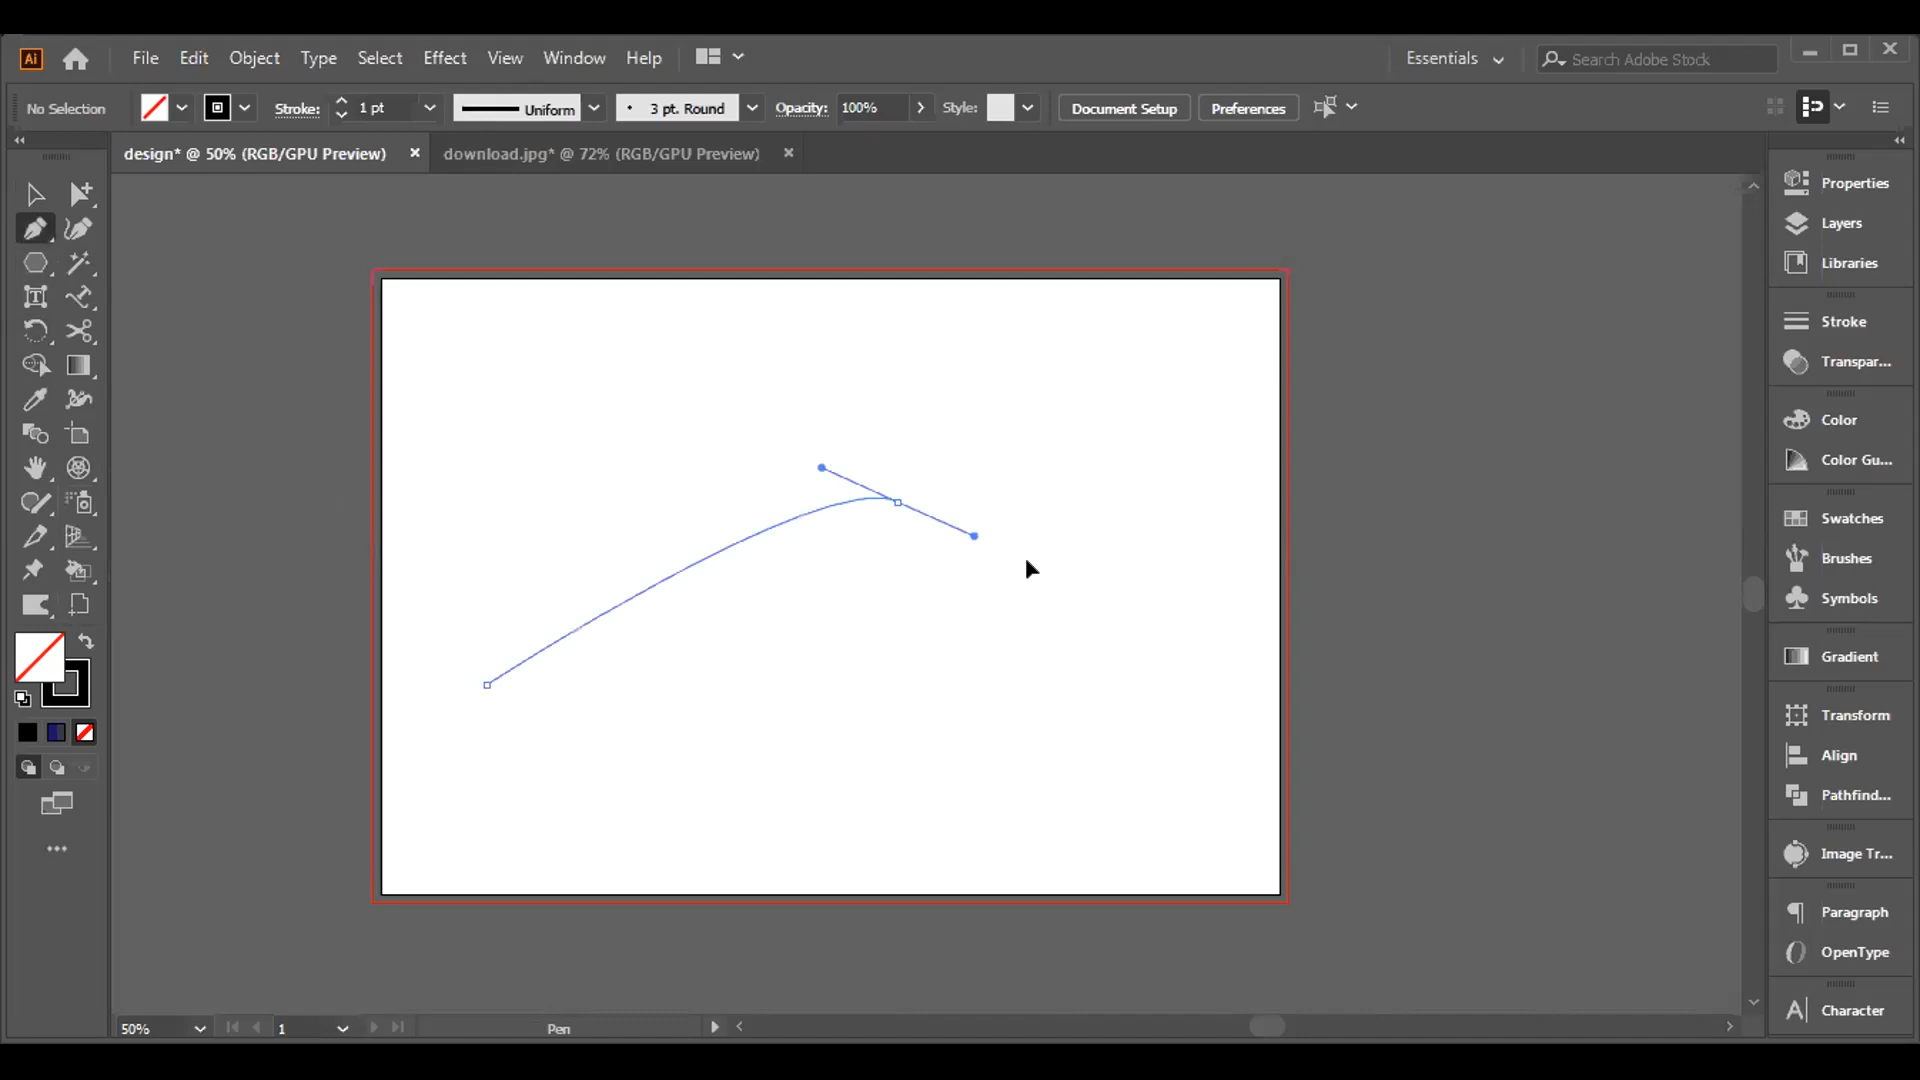 Ai File Edit Object Type Select Effect View Window Help Essentials Search Adobe Stock
No Selection Stroke: 1 pt Uniform 3 pt. Round Opacity: 100% Style: Document Setup Preferences
design* @ 50% (RGB/GPU Preview) × download.jpg* @ 72% (RGB/GPU Preview) ×
Properties
Layers
Libraries
Stroke
Transpar...
Color
Color Gu...
Swatches
Brushes
Symbols
Gradient
Transform
Align
Pathfind...
Image Tr...
Paragraph
OpenType
Character
50% 1 Pen